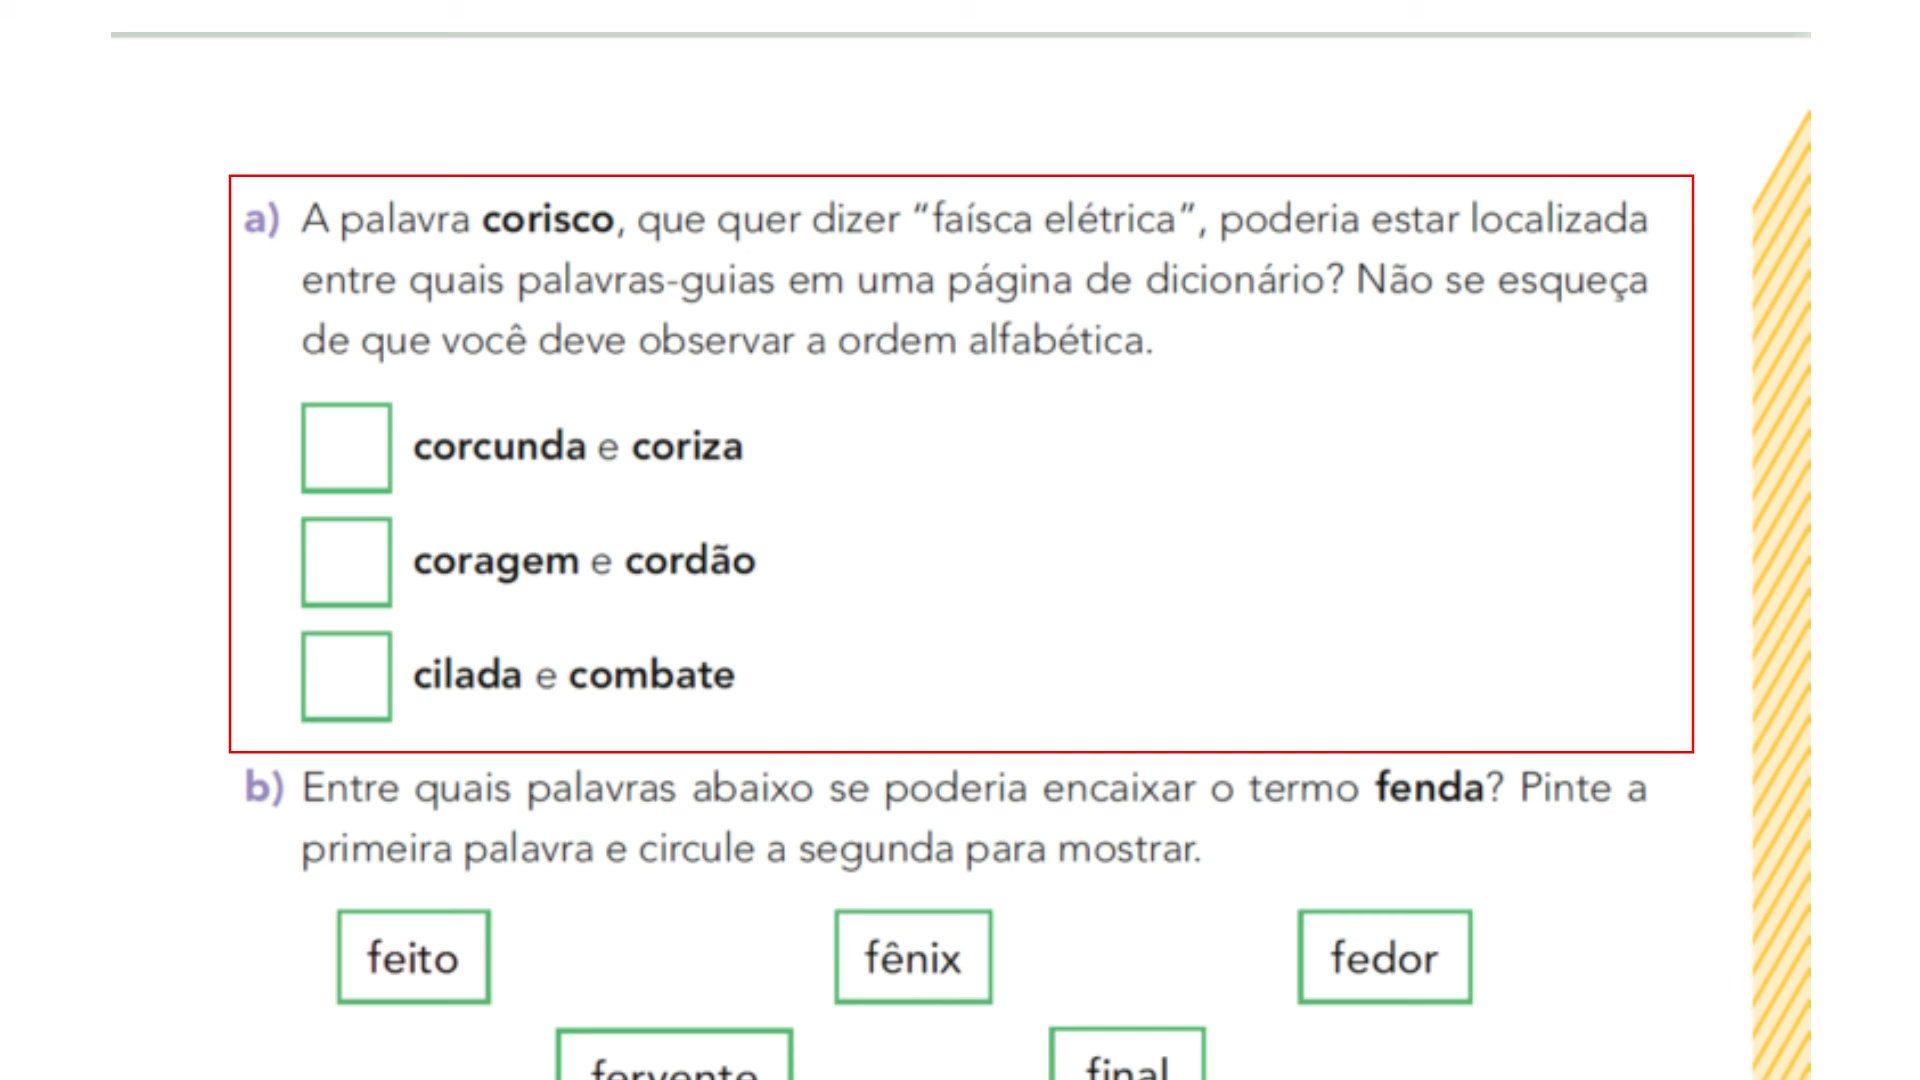 a) A palavra corisco, que quer dizer “faísca elétrica”, poderia estar localizada
entre quais palavras-guias em uma página de dicionário? Não se esqueça
de que você deve observar a ordem alfabética.
corcunda e coriza
coragem e cordão
cilada e combate
b) Entre quais palavras abaixo se poderia encaixar o termo fenda? Pinte a
primeira palavra e circule a segunda para mostrar.
feito fênix fedor
fervente final